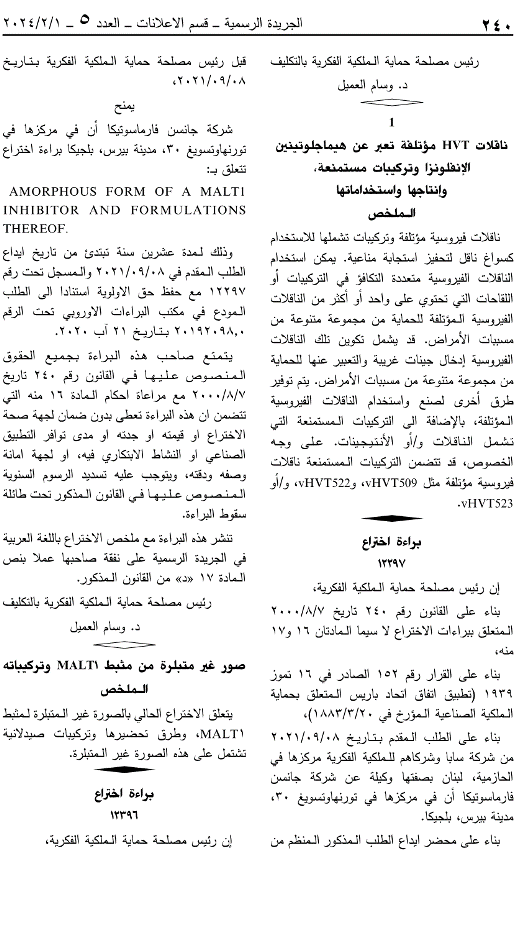 ٢٤٠
الجريدة الرسمية – قسم الاعلانات – العدد ٥ – ٢٠٢٤/٢/١
رئيس مصلحة حماية الملكية الفكرية بالتكليف
د. وسام العميل
1
ناقلات HVT مؤتلفة تعبر عن هيماجلوتينين
الإنفلونزا وتركيبات مستمنعة،
وإنتاجها واستخداماتها
الملخص
ناقلات فيروسية مؤتلفة وتركيبات تشملها للاستخدام
كسواغ ناقل لتحفيز استجابة مناعية. يمكن استخدام
الناقلات الفيروسية متعددة التكافؤ في التركيبات أو
اللقاحات التي تحتوي على واحد أو أكثر من الناقلات
الفيروسية المؤتلفة للحماية من مجموعة متنوعة من
مسببات الأمراض. قد يشمل تكوين تلك الناقلات
الفيروسية إدخال جينات غريبة والتعبير عنها للحماية
من مجموعة متنوعة من مسببات الأمراض. يتم توفير
طرق أخرى لصنع واستخدام الناقلات الفيروسية
المؤتلفة، بالإضافة الى التركيبات المستمنعة التي
تشمل الناقلات و/أو الأنتيجينات. على وجه
الخصوص، قد تتضمن التركيبات المستمنعة ناقلات
فيروسية مؤتلفة مثل vHVT509، وvHVT522، و/أو
vHVT523.
براءة اختراع
١٢٢٩٧
إن رئيس مصلحة حماية الملكية الفكرية،
بناء على القانون رقم ٢٤٠ تاريخ ٢٠٠٠/٨/٧
المتعلق ببراءات الاختراع لا سيما المادتان ١٦ و١٧
منه،
بناء على القرار رقم ١٥٢ الصادر في ١٦ تموز
١٩٣٩ (تطبيق اتفاق اتحاد باريس المتعلق بحماية
الملكية الصناعية المؤرخ في ١٨٨٣/٣/٢٠)،
بناء على الطلب المقدم بتاريخ ٢٠٢١/٠٩/٠٨
من شركة سابا وشركاهم للملكية الفكرية مركزها في
الحازمية، لبنان بصفتها وكيلة عن شركة جانسن
فارماسوتيكا أن في مركزها في تورنهاوتسويغ ٣٠،
مدينة بيرس، بلجيكا.
بناء على محضر ايداع الطلب المذكور المنظم من
قبل رئيس مصلحة حماية الملكية الفكرية بتاريخ
٢٠٢١/٠٩/٠٨،
يمنح
شركة جانسن فارماسوتيكا أن في مركزها في
تورنهاوتسويغ ٣٠، مدينة بيرس، بلجيكا براءة اختراع
تتعلق بـ:
AMORPHOUS FORM OF A MALT1
INHIBITOR AND FORMULATIONS
THEREOF.
وذلك لمدة عشرين سنة تبتدئ من تاريخ ايداع
الطلب المقدم في ٢٠٢١/٠٩/٠٨ والمسجل تحت رقم
١٢٢٩٧ مع حفظ حق الاولوية استنادا الى الطلب
المودع في مكتب البراءات الاوروبي تحت الرقم
٢٠١٩٢٠٩٨,٠ بتاريخ ٢١ آب ٢٠٢٠.
يتمتع صاحب هذه البراءة بجميع الحقوق
المنصوص عليها في القانون رقم ٢٤٠ تاريخ
٢٠٠٠/٨/٧ مع مراعاة احكام المادة ١٦ منه التي
تتضمن ان هذه البراءة تعطى بدون ضمان لجهة صحة
الاختراع او قيمته او جدته او مدى توافر التطبيق
الصناعي او النشاط الابتكاري فيه، او لجهة امانة
وصفه ودقته، ويتوجب عليه تسديد الرسوم السنوية
المنصوص عليها في القانون المذكور تحت طائلة
سقوط البراءة.
تنشر هذه البراءة مع ملخص الاختراع باللغة العربية
في الجريدة الرسمية على نفقة صاحبها عملا بنص
المادة ١٧ «د» من القانون المذكور.
رئيس مصلحة حماية الملكية الفكرية بالتكليف
د. وسام العميل
صور غير متبلرة من مثبط MALT١ وتركيباته
الملخص
يتعلق الاختراع الحالي بالصورة غير المتبلرة لمثبط
MALT١، وطرق تحضيرها وتركيبات صيدلانية
تشتمل على هذه الصورة غير المتبلرة.
براءة اختراع
١٢٢٩٦
إن رئيس مصلحة حماية الملكية الفكرية،